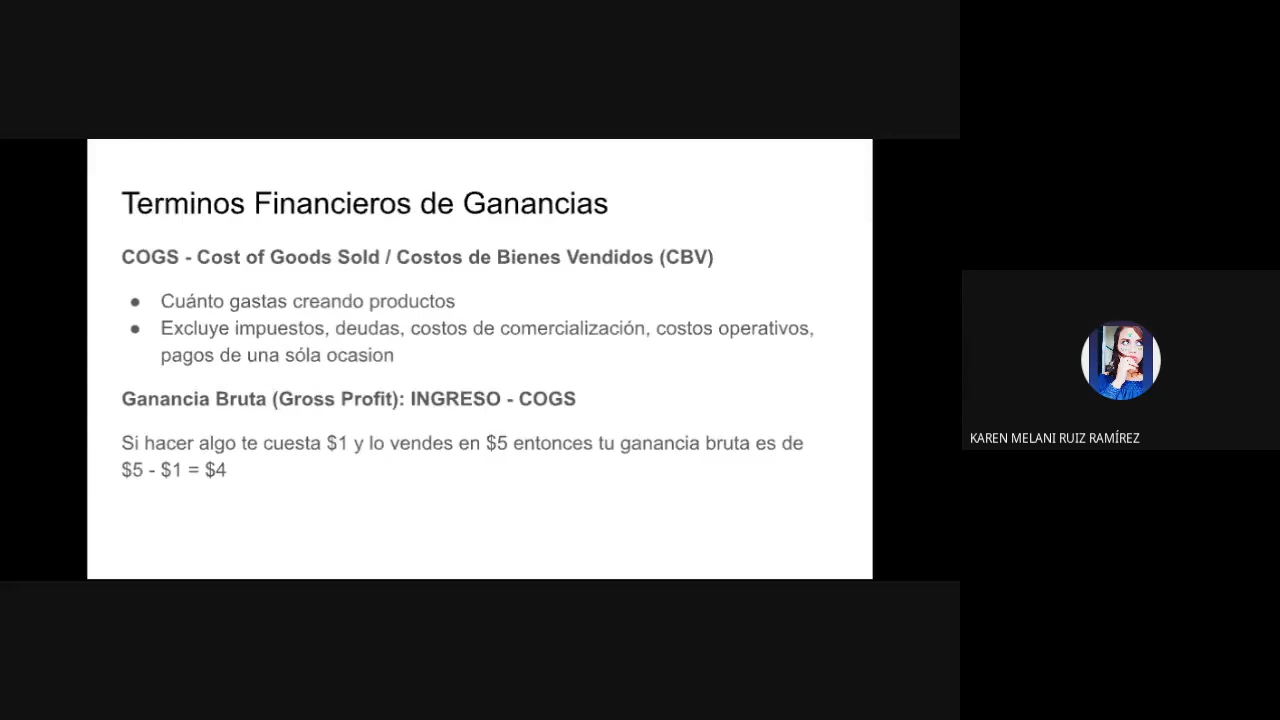 Terminos Financieros de Ganancias
COGS - Cost of Goods Sold / Costos de Bienes Vendidos (CBV)
● Cuánto gastas creando productos
● Excluye impuestos, deudas, costos de comercialización, costos operativos,
pagos de una sóla ocasion
Ganancia Bruta (Gross Profit): INGRESO - COGS
Si hacer algo te cuesta $1 y lo vendes en $5 entonces tu ganancia bruta es de
$5 - $1 = $4
KAREN MELANI RUIZ RAMÍREZ